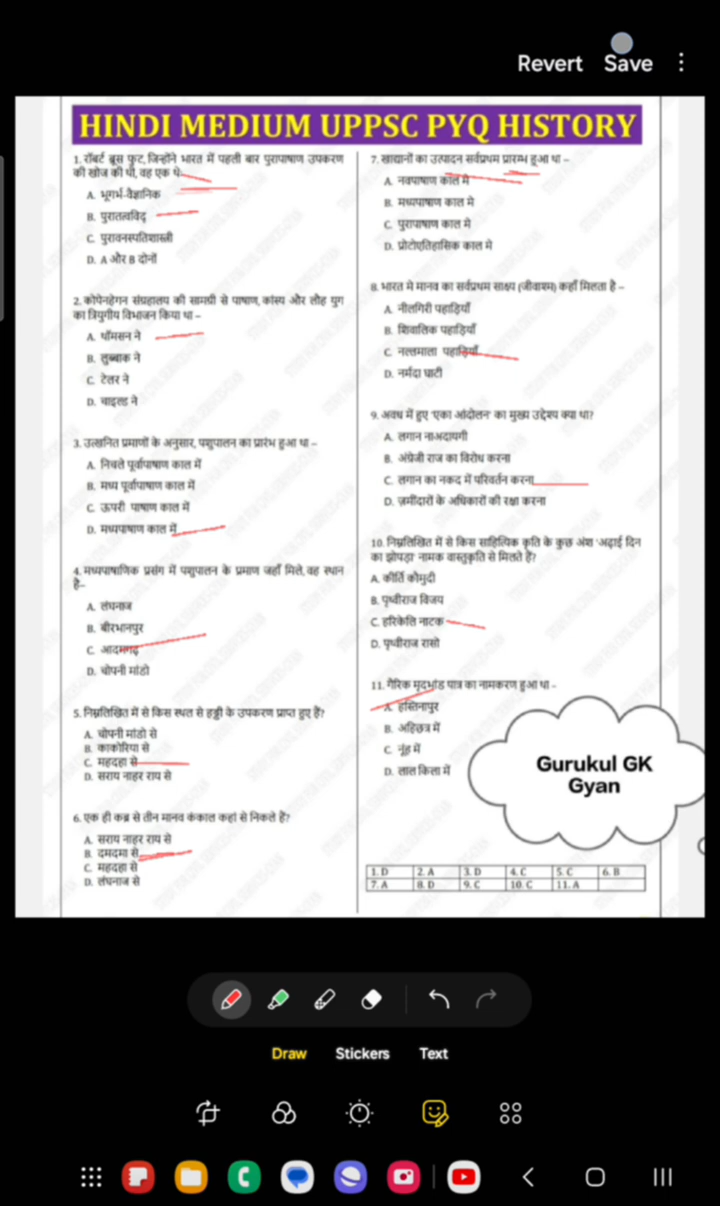 Revert Save
HINDI MEDIUM UPPSC PYQ HISTORY
1. रॉबर्ट ब्रूस फुट, जिन्होंने भारत में पहली बार पुरापाषाण उपकरण
की खोज की थी, वह एक थे-
A. भूगर्भ-वैज्ञानिक
B. पुरातत्वविद्
C. पुरावनस्पतिशास्त्री
D. A और B दोनों
2. कोपेनहेगन संग्रहालय की सामग्री से पाषाण, कांस्य और लौह युग
का त्रियुगीय विभाजन किया था –
A. थॉमसन ने
B. लुब्बाक ने
C. टेलर ने
D. चाइल्ड ने
3. उत्खनित प्रमाणों के अनुसार, पशुपालन का प्रारंभ हुआ था –
A. निचले पूर्वापाषाण काल में
B. मध्य पूर्वापाषाण काल में
C. ऊपरी पाषाण काल में
D. मध्यपाषाण काल में
4. मध्यपाषाणिक प्रसंग में पशुपालन के प्रमाण जहाँ मिले, वह स्थान
है–
A. लंघनाज
B. बीरभानपुर
C. आदमगढ़
D. चोपनी मांडो
5. निम्नलिखित में से किस स्थल से हड्डी के उपकरण प्राप्त हुए हैं?
A. चोपनी मांडो से
B. काकोरिया से
C. महदहा से
D. सराय नाहर राय से
6. एक ही कब्र से तीन मानव कंकाल कहां से निकले हैं?
A. सराय नाहर राय से
B. दमदमा से
C. महदहा से
D. लंघनाज से
7. खाद्यानों का उत्पादन सर्वप्रथम प्रारम्भ हुआ था –
A. नवपाषाण काल मे
B. मध्यपाषाण काल मे
C. पुरापाषाण काल मे
D. प्रोटोऐतिहासिक काल मे
8. भारत मे मानव का सर्वप्रथम साक्ष्य (जीवाश्म) कहाँ मिलता है –
A. नीलगिरी पहाड़ियाँ
B. शिवालिक पहाड़ियाँ
C. नल्लमाला पहाड़ियाँ
D. नर्मदा घाटी
9. अवध में हुए 'एका आंदोलन' का मुख्य उद्देश्य क्या था?
A. लगान नाअदायगी
B. अंग्रेजी राज का विरोध करना
C. लगान का नकद में परिवर्तन करना
D. ज़मींदारों के अधिकारों की रक्षा करना
10. निम्नलिखित में से किस साहित्यिक कृति के कुछ अंश 'अढ़ाई दिन
का झोपड़ा' नामक वास्तुकृति से मिलते हैं?
A. कीर्ति कौमुदी
B. पृथ्वीराज विजय
C. हरिकेलि नाटक
D. पृथ्वीराज रासो
11. गैरिक मृदभांड पात्र का नामकरण हुआ था -
A. हस्तिनापुर
B. अहिछत्र में
C. नूंह में
D. लाल किला में
Gurukul GK
Gyan
1. D 2. A 3. D 4. C 5. C 6. B
7. A 8. D 9. C 10. C 11. A
Draw Stickers Text